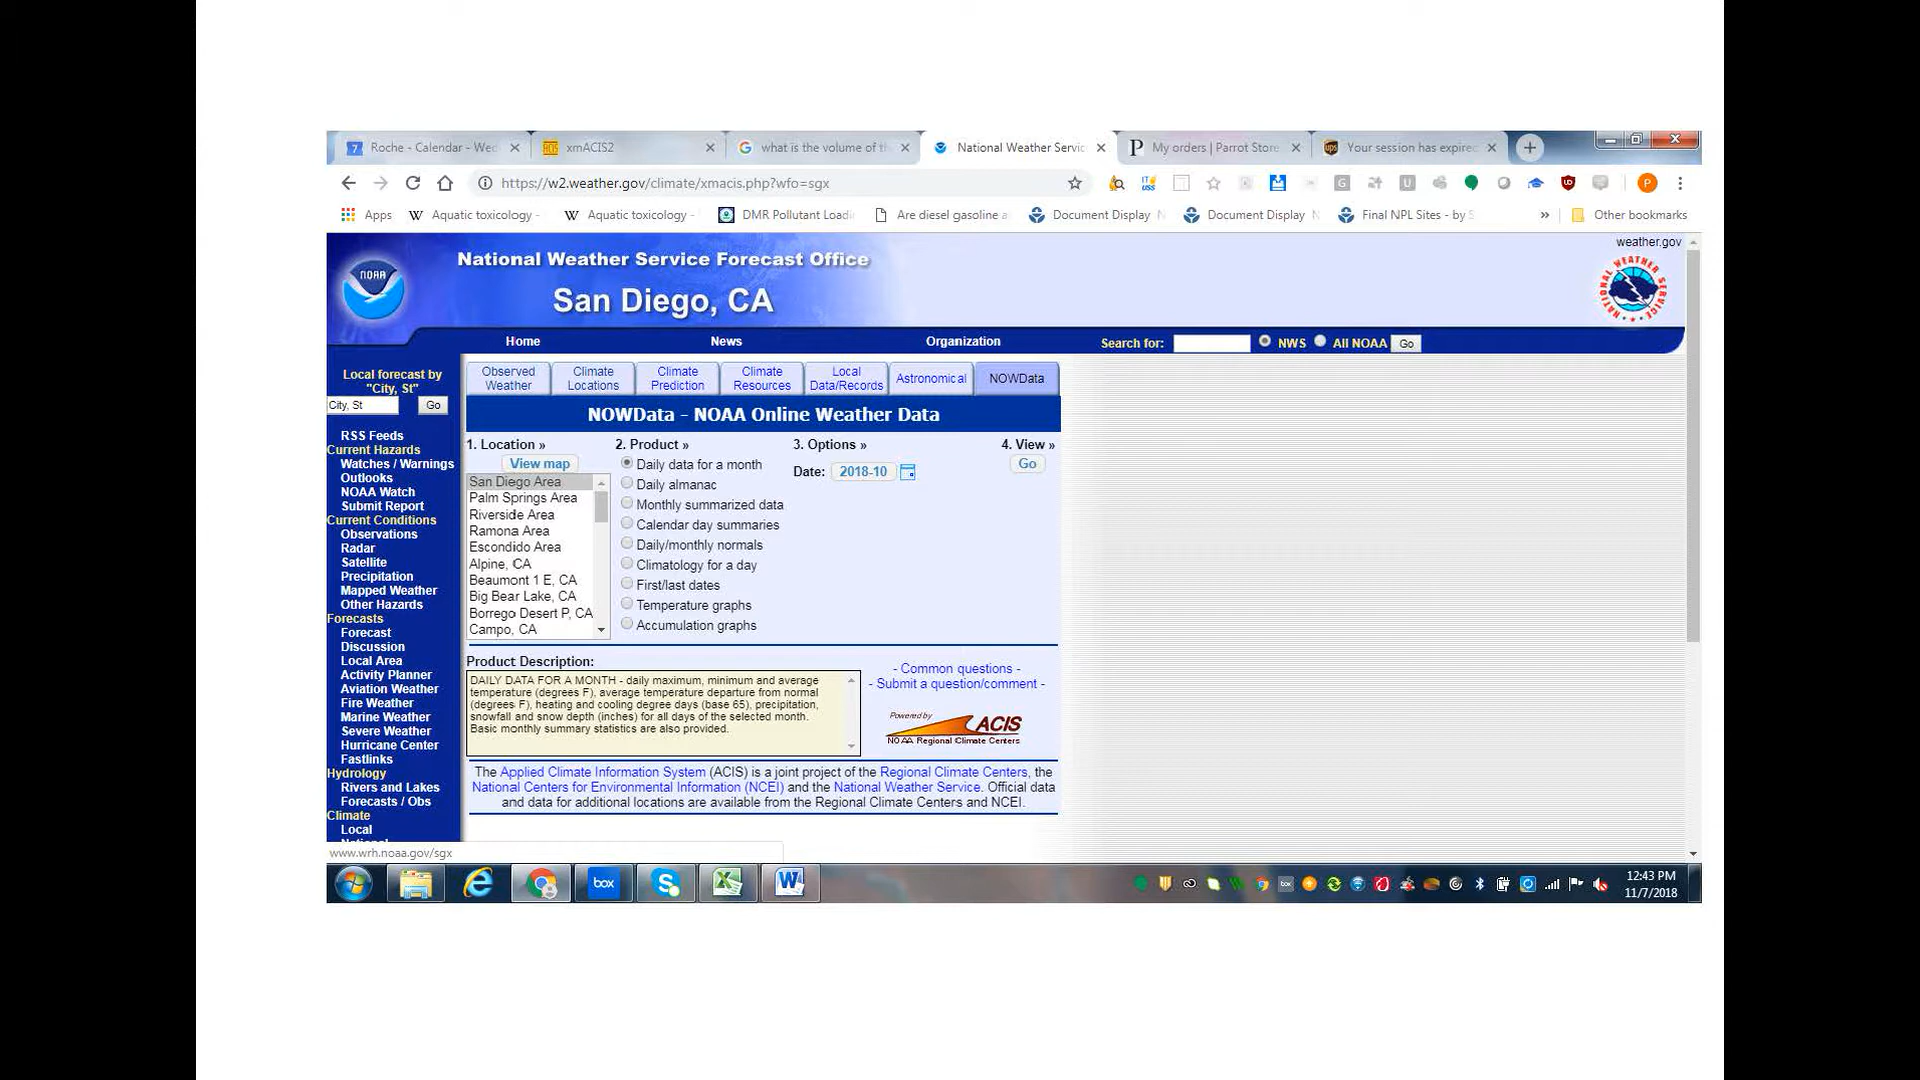 Roche - Calendar - Wed
xmACIS2
what is the volume of th
National Weather Servic
My orders | Parrot Store
Your session has expired
https://w2.weather.gov/climate/xmacis.php?wfo=sgx
Apps
Aquatic toxicology -
Aquatic toxicology -
DMR Pollutant Loadi
Are diesel gasoline a
Document Display
Document Display
Final NPL Sites - by S
»
Other bookmarks
weather.gov
NOAA
National Weather Service Forecast Office
San Diego, CA
NATIONAL WEATHER SERVICE
Home
News
Organization
Search for:
NWS
All NOAA
Go
Local forecast by
"City, St"
City, St
Go
RSS Feeds
Current Hazards
Watches / Warnings
Outlooks
NOAA Watch
Submit Report
Current Conditions
Observations
Radar
Satellite
Precipitation
Mapped Weather
Other Hazards
Forecasts
Forecast
Discussion
Local Area
Activity Planner
Aviation Weather
Fire Weather
Marine Weather
Severe Weather
Hurricane Center
Fastlinks
Hydrology
Rivers and Lakes
Forecasts / Obs
Climate
Local
Observed
Weather
Climate
Locations
Climate
Prediction
Climate
Resources
Local
Data/Records
Astronomical
NOWData
NOWData - NOAA Online Weather Data
1. Location »
View map
San Diego Area
Palm Springs Area
Riverside Area
Ramona Area
Escondido Area
Alpine, CA
Beaumont 1 E, CA
Big Bear Lake, CA
Borrego Desert P, CA
Campo, CA
2. Product »
Daily data for a month
Daily almanac
Monthly summarized data
Calendar day summaries
Daily/monthly normals
Climatology for a day
First/last dates
Temperature graphs
Accumulation graphs
3. Options »
Date: 2018-10
4. View »
Go
Product Description:
DAILY DATA FOR A MONTH - daily maximum, minimum and average
temperature (degrees F), average temperature departure from normal
(degrees F), heating and cooling degree days (base 65), precipitation,
snowfall and snow depth (inches) for all days of the selected month.
Basic monthly summary statistics are also provided.
- Common questions -
- Submit a question/comment -
Powered by
ACIS
NOAA Regional Climate Centers
The Applied Climate Information System (ACIS) is a joint project of the Regional Climate Centers, the
National Centers for Environmental Information (NCEI) and the National Weather Service. Official data
and data for additional locations are available from the Regional Climate Centers and NCEI.
www.wrh.noaa.gov/sgx
box
12:43 PM
11/7/2018